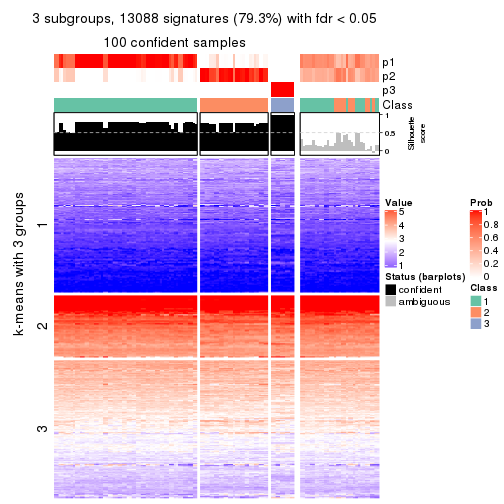 3 subgroups, 13088 signatures (79.3%) with fdr < 0.05
100 confident samples
p1
p2
p3
Class
1
0.5
0
Silhouette
score
k-means with 3 groups
1
2
3
Value
5
4
3
2
1
Status (barplots)
confident
ambiguous
Prob
1
0.8
0.6
0.4
0.2
0
Class
1
2
3